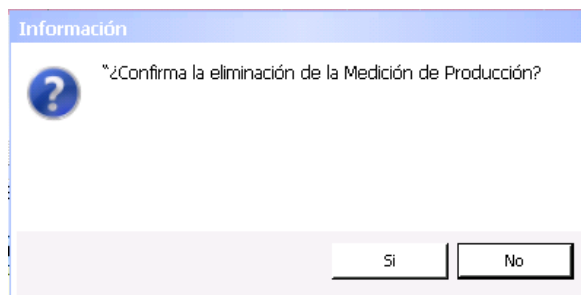 Información
"¿Confirma la eliminación de la Medición de Producción?
Si
No